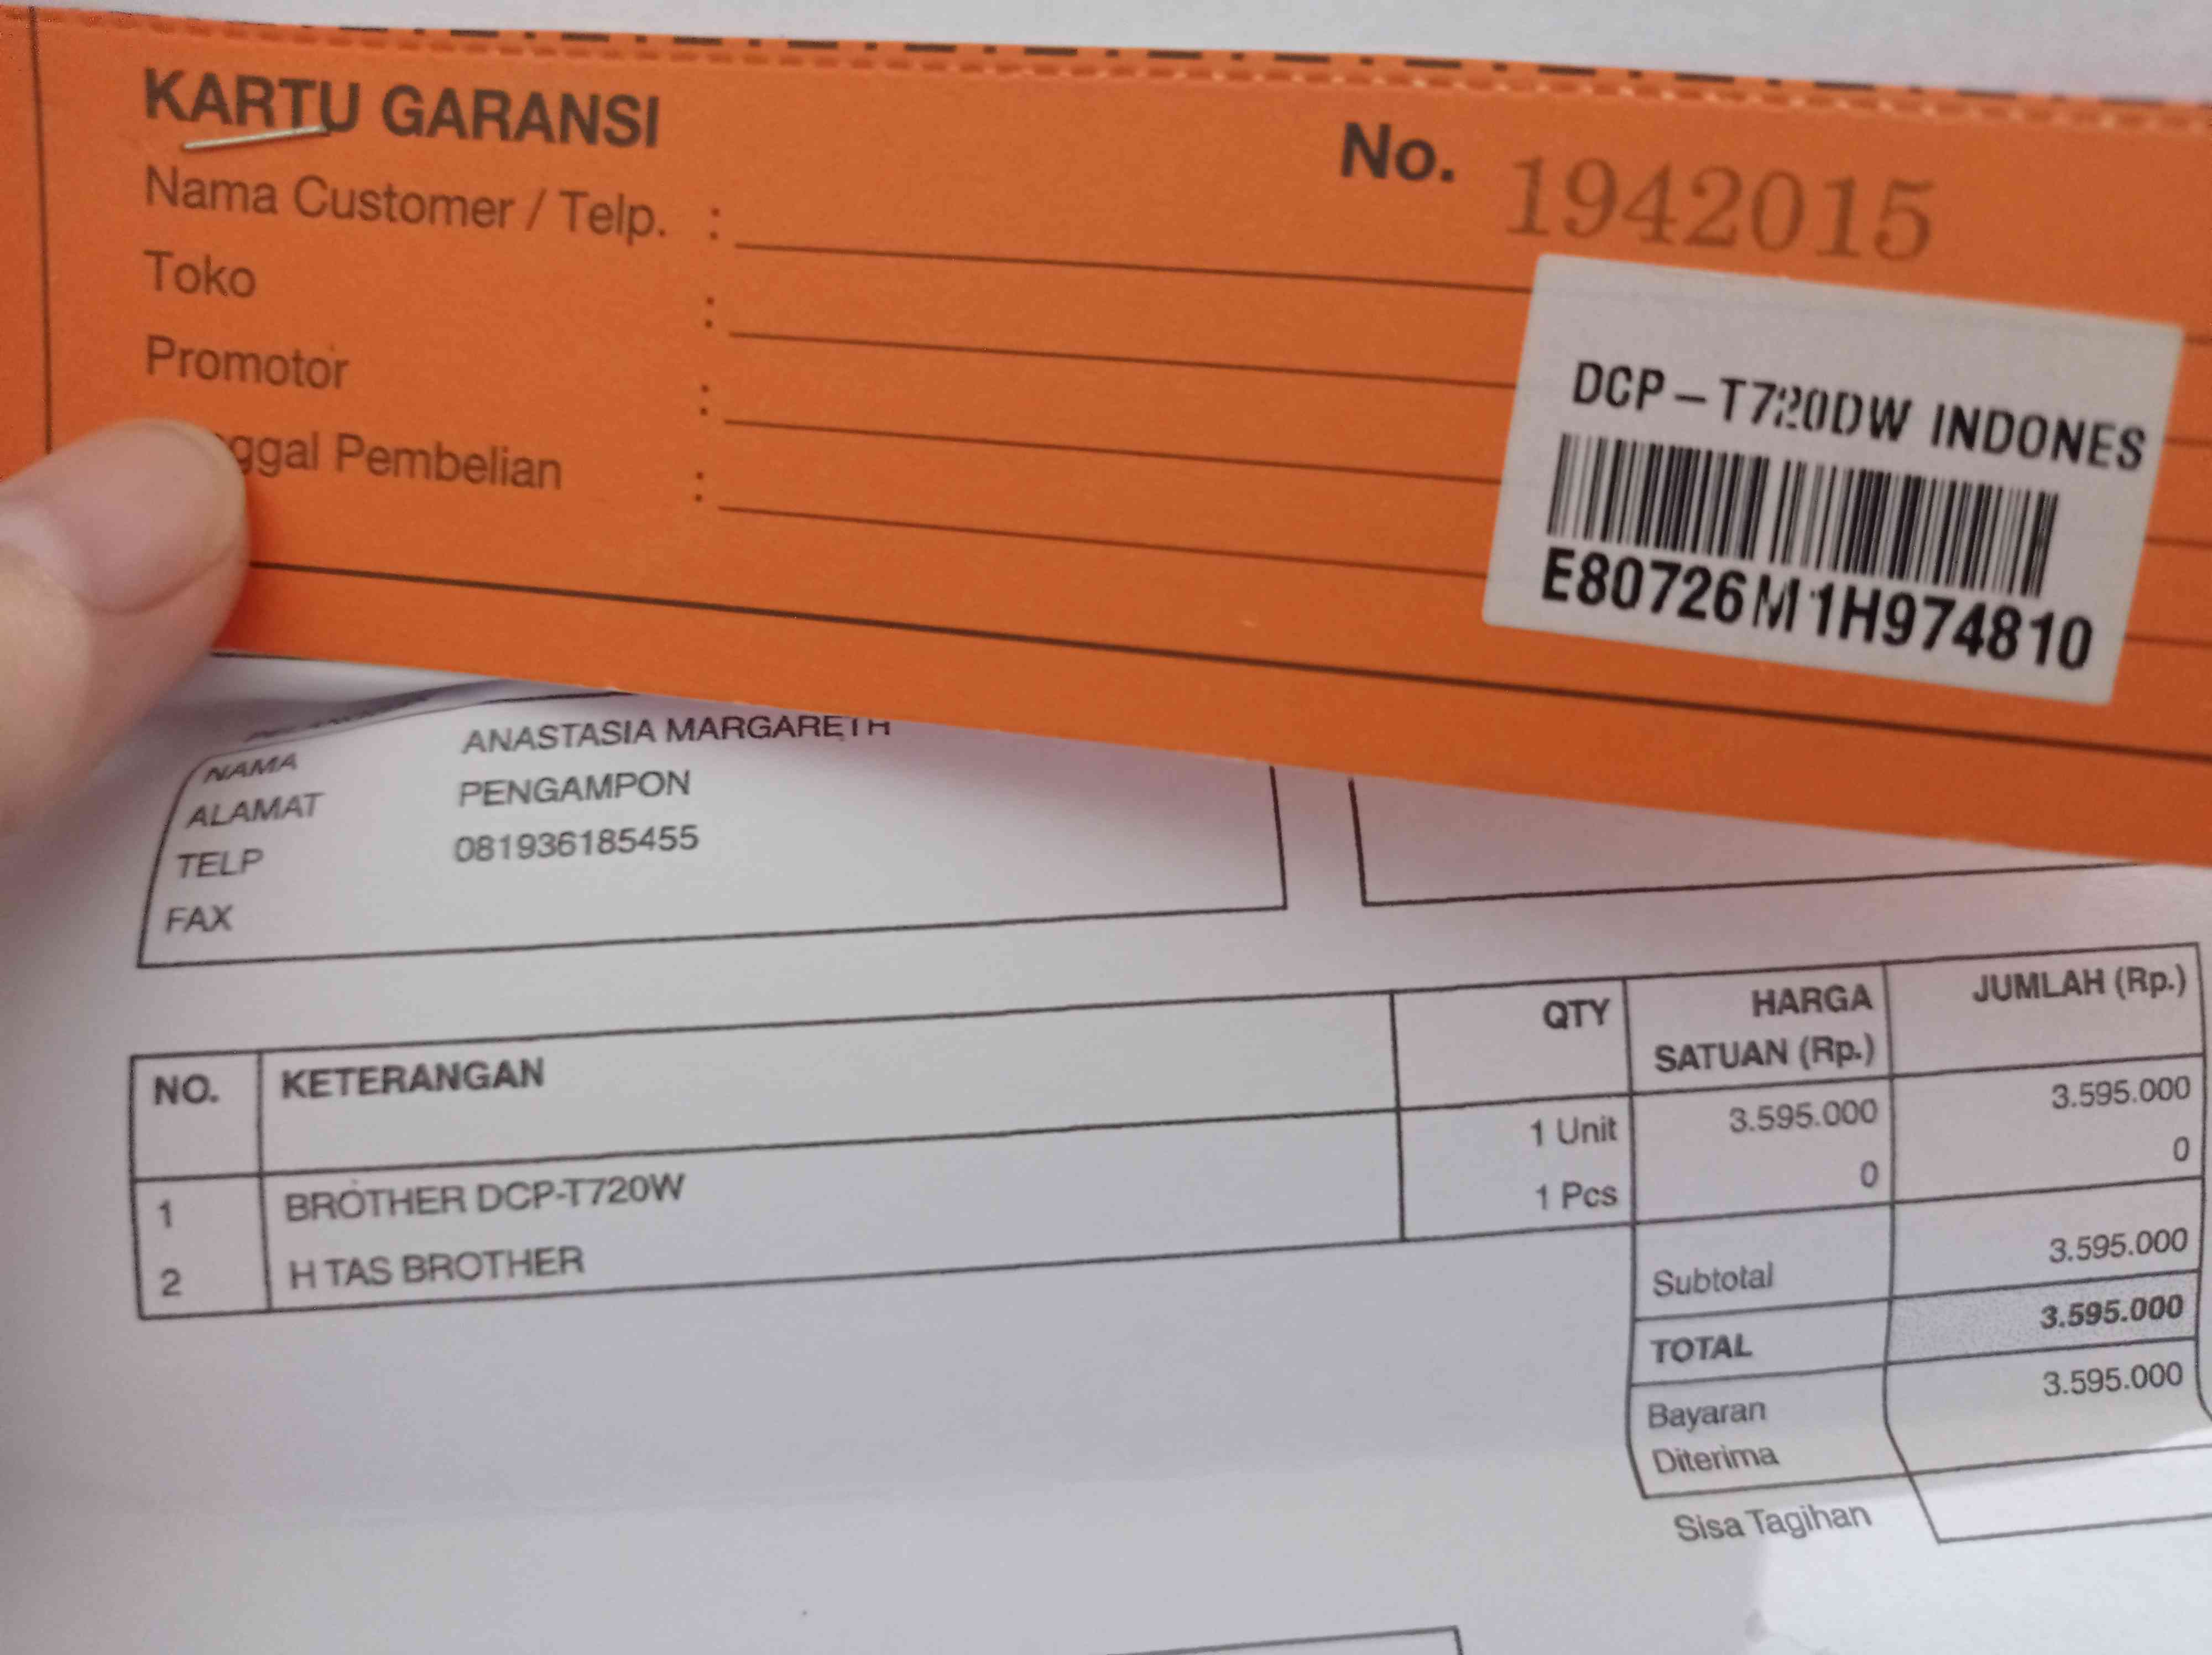 KARTU GARANSI
No. 1942015
Nama Customer / Telp. :
Toko :
Promotor :
ggal Pembelian :
DCP-T720DW INDONES
E80726M1H974810
NAMA ANASTASIA MARGARETH
ALAMAT PENGAMPON
TELP 081936185455
FAX
NO. KETERANGAN QTY HARGA SATUAN (Rp.) JUMLAH (Rp.)
1 BROTHER DCP-T720W 1 Unit 3.595.000 3.595.000
2 H TAS BROTHER 1 Pcs 0 0
Subtotal 3.595.000
TOTAL 3.595.000
Bayaran Diterima 3.595.000
Sisa Tagihan